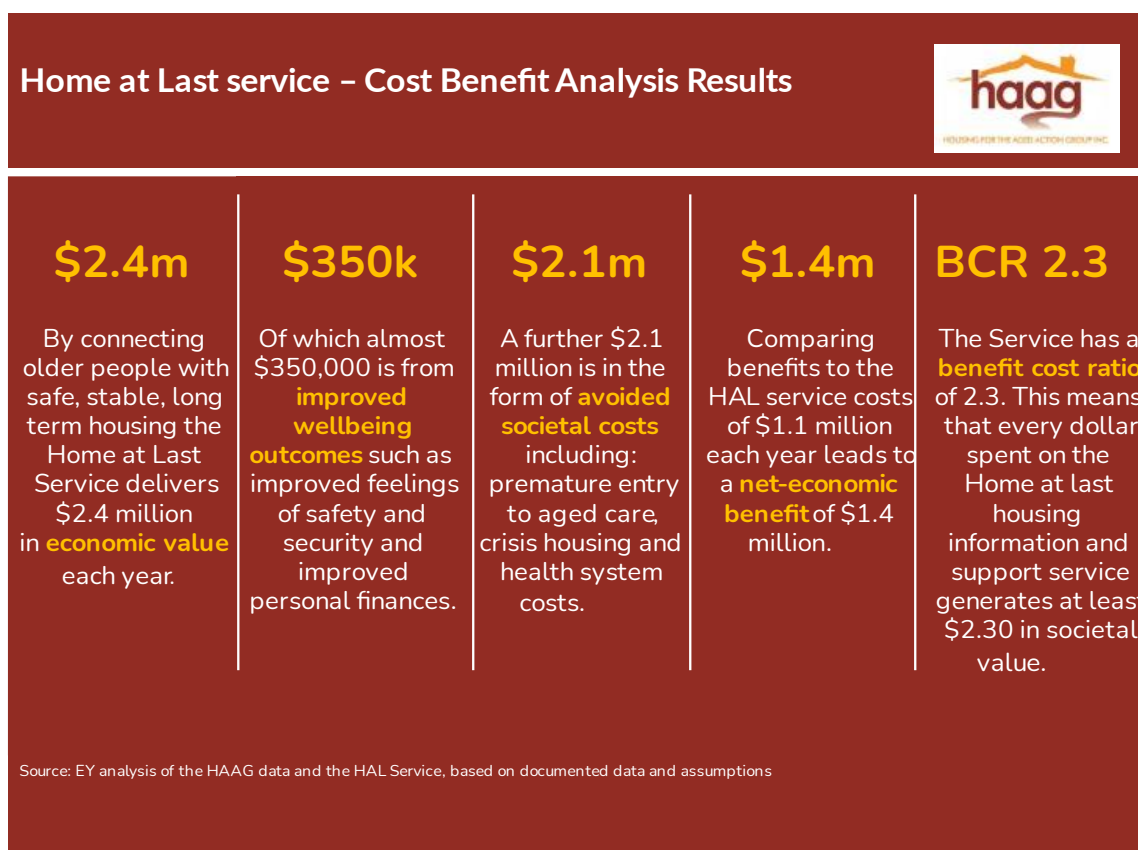 Home at Last service – Cost Benefit Analysis Results
haag
HOUSING FOR THE AGED ACTION GROUP INC.
$2.4m
By connecting
older people with
safe, stable, long
term housing the
Home at Last
Service delivers
$2.4 million
in economic value
each year.
$350k
Of which almost
$350,000 is from
improved
wellbeing
outcomes such as
improved feelings
of safety and
security and
improved
personal finances.
$2.1m
A further $2.1
million is in the
form of avoided
societal costs
including:
premature entry
to aged care,
crisis housing and
health system
costs.
$1.4m
Comparing
benefits to the
HAL service costs
of $1.1 million
each year leads to
a net-economic
benefit of $1.4
million.
BCR 2.3
The Service has a
benefit cost ratio
of 2.3. This means
that every dollar
spent on the
Home at last
housing
information and
support service
generates at least
$2.30 in societal
value.
Source: EY analysis of the HAAG data and the HAL Service, based on documented data and assumptions